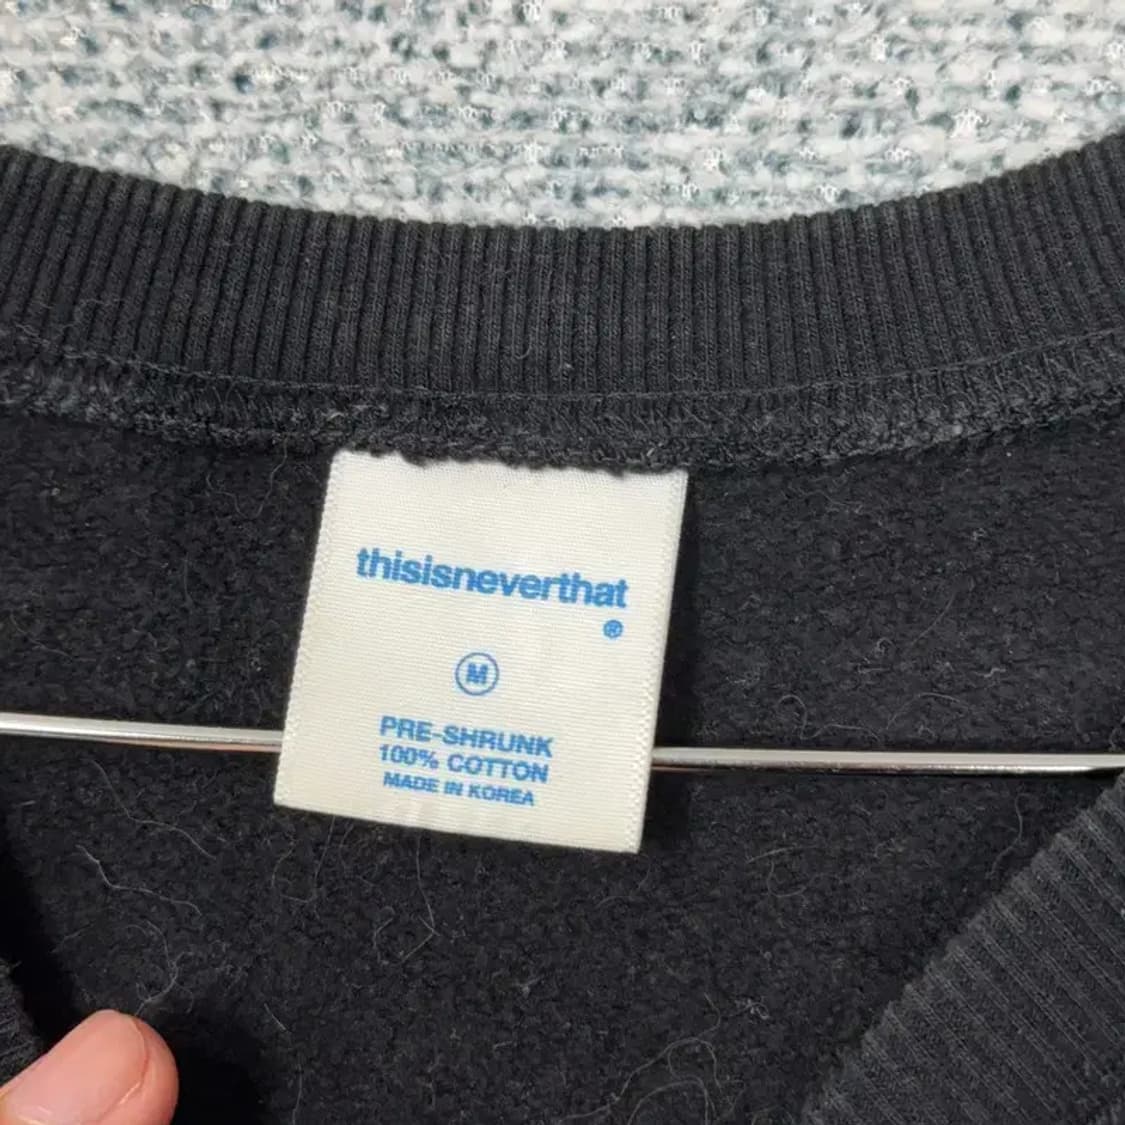 thisisneverthat
®
M
PRE-SHRUNK
100% COTTON
MADE IN KOREA